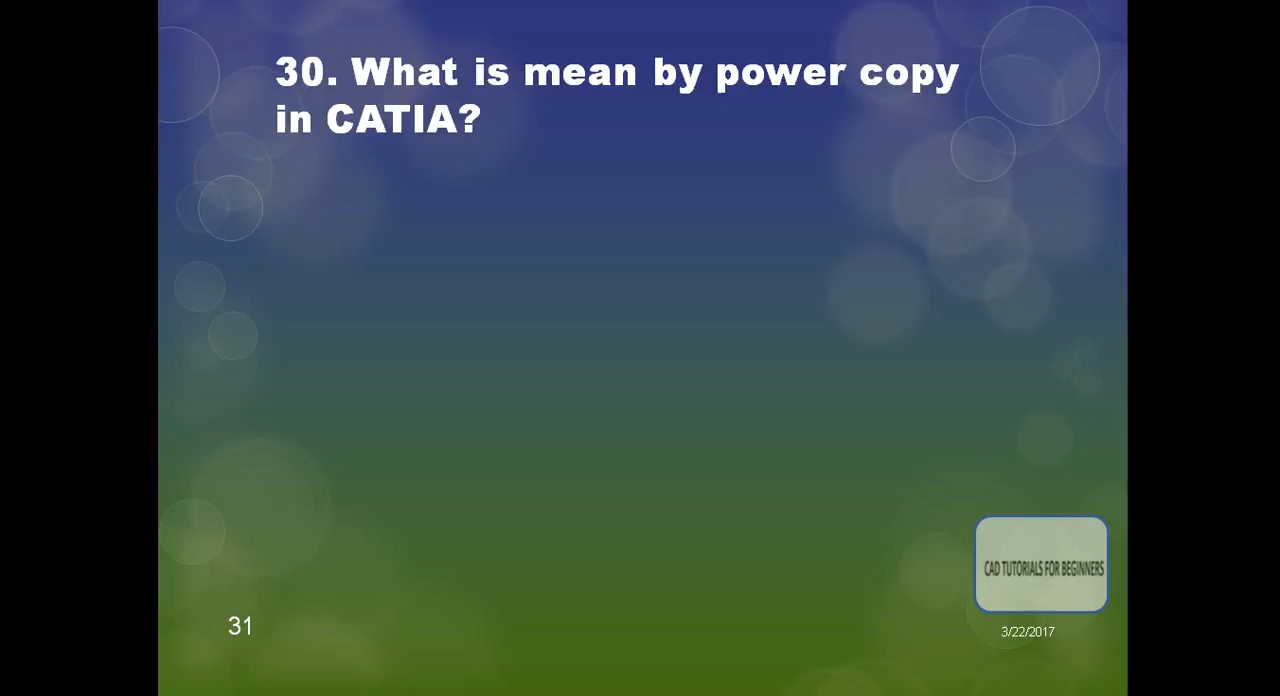 30. What is mean by power copy
in CATIA?
CAD TUTORIALS FOR BEGINNERS
31
3/22/2017